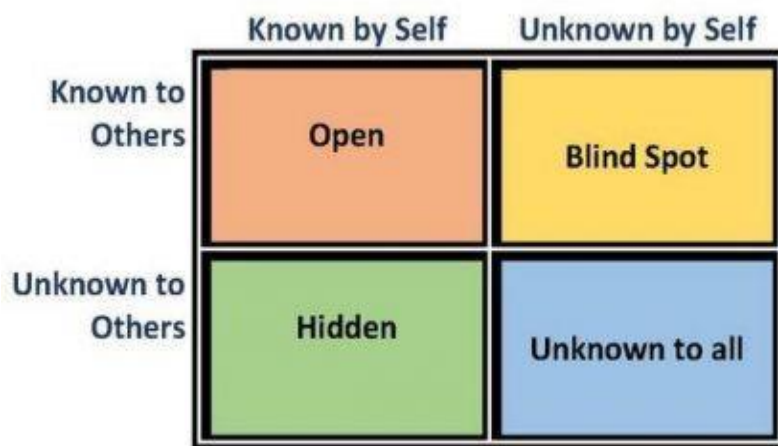 Known by Self
Unknown by Self
Known to
Others
Open
Blind Spot
Unknown to
Others
Hidden
Unknown to all